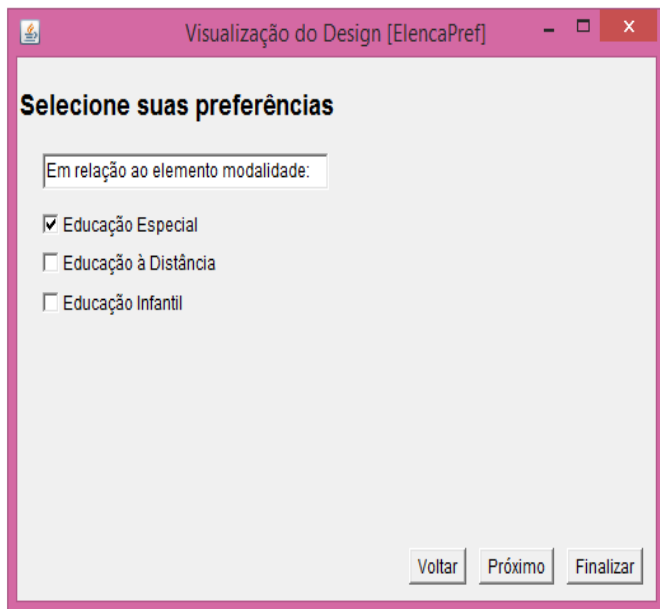 Visualização do Design [ElencaPref]
Selecione suas preferências
Em relação ao elemento modalidade:
Educação Especial
Educação à Distância
Educação Infantil
Voltar Próximo Finalizar